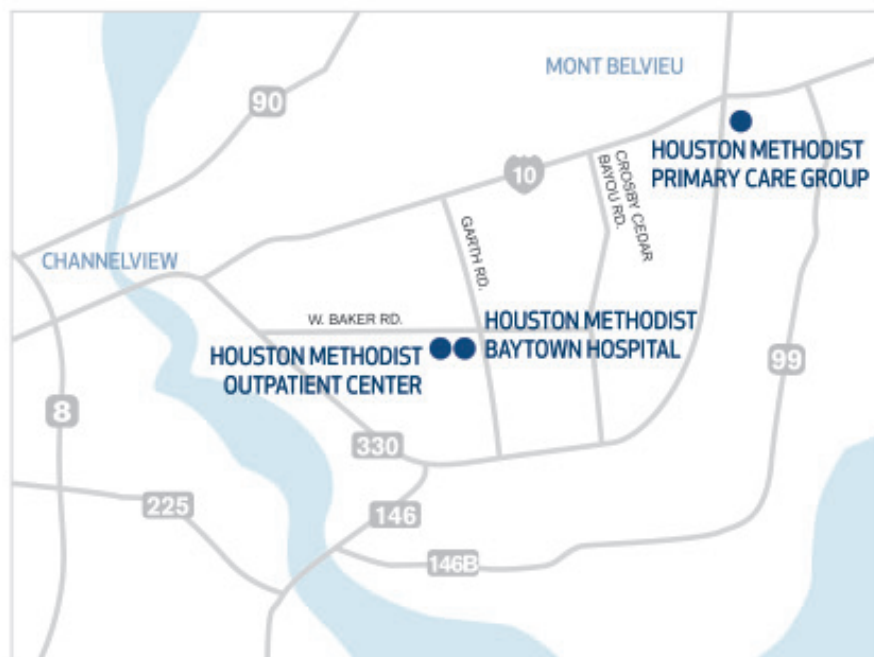 MONT BELVIEU
90
HOUSTON METHODIST
PRIMARY CARE GROUP
10
CROSBY CEDAR
BAYOU RD.
GARTH RD.
CHANNELVIEW
W. BAKER RD.
HOUSTON METHODIST
BAYTOWN HOSPITAL
HOUSTON METHODIST
OUTPATIENT CENTER
99
8
330
225
146
146B